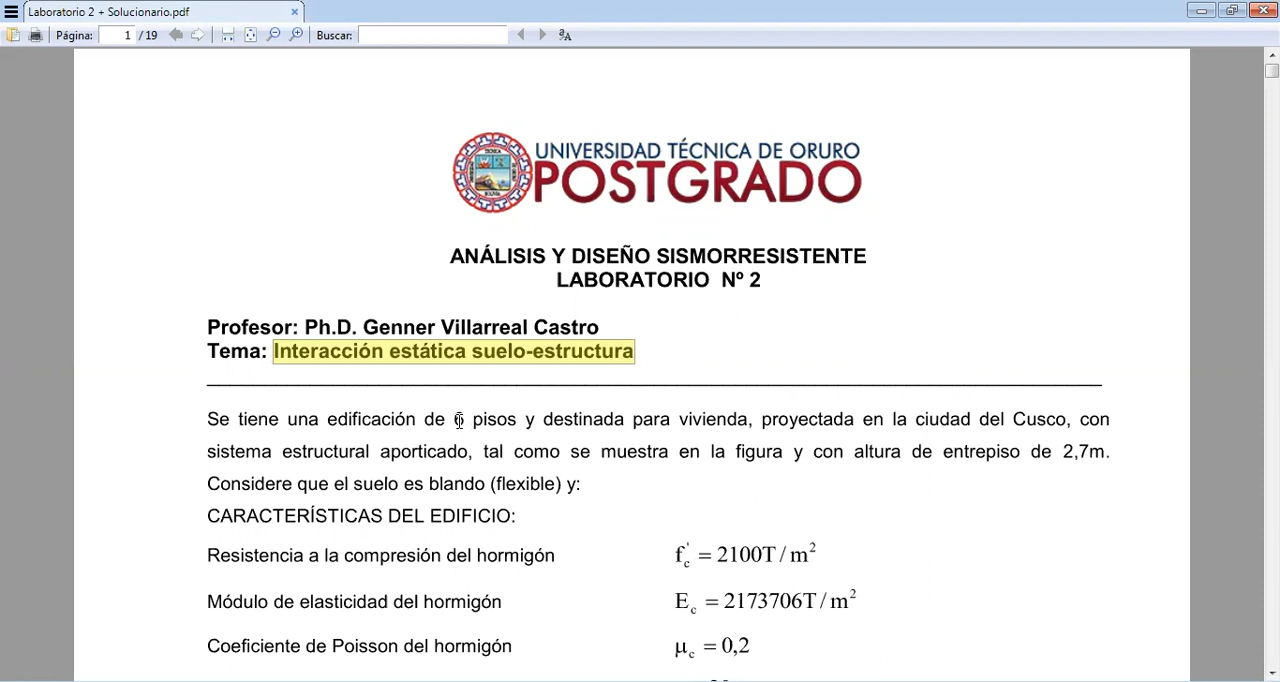 Laboratorio 2 + Solucionario.pdf
Página: 1 / 19 Buscar:
UNIVERSIDAD TÉCNICA DE ORURO
POSTGRADO
ANÁLISIS Y DISEÑO SISMORRESISTENTE
LABORATORIO Nº 2
Profesor: Ph.D. Genner Villarreal Castro
Tema: Interacción estática suelo-estructura
Se tiene una edificación de 6 pisos y destinada para vivienda, proyectada en la ciudad del Cusco, con
sistema estructural aporticado, tal como se muestra en la figura y con altura de entrepiso de 2,7m.
Considere que el suelo es blando (flexible) y:
CARACTERÍSTICAS DEL EDIFICIO:
Resistencia a la compresión del hormigón f'c = 2100T / m²
Módulo de elasticidad del hormigón Ec = 2173706T / m²
Coeficiente de Poisson del hormigón μc = 0,2